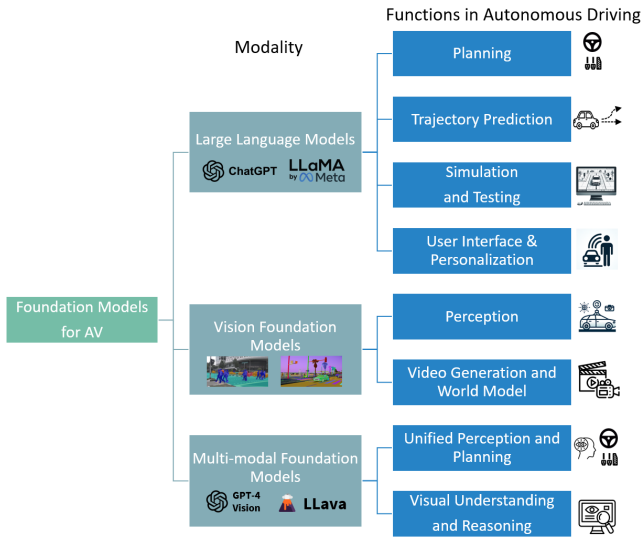 Functions in Autonomous Driving
Modality
Planning
Large Language Models
ChatGPT
LLaMA
by Meta
Trajectory Prediction
Simulation
and Testing
User Interface &
Personalization
Foundation Models
for AV
Vision Foundation
Models
Perception
Video Generation and
World Model
Multi-modal Foundation
Models
GPT-4
Vision
LLava
Unified Perception and
Planning
Visual Understanding
and Reasoning